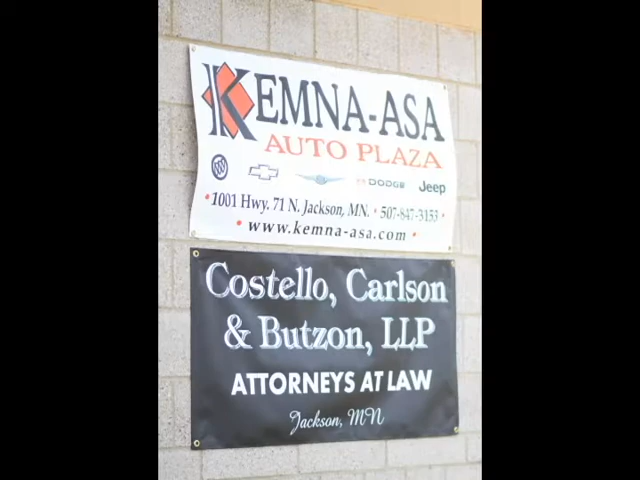 KEMNA-ASA
AUTO PLAZA
DODGE Jeep
• 1001 Hwy. 71 N. Jackson, MN. • 507-847-3153 •
• www.kemna-asa.com •
Costello, Carlson
& Butzon, LLP
ATTORNEYS AT LAW
Jackson, MN